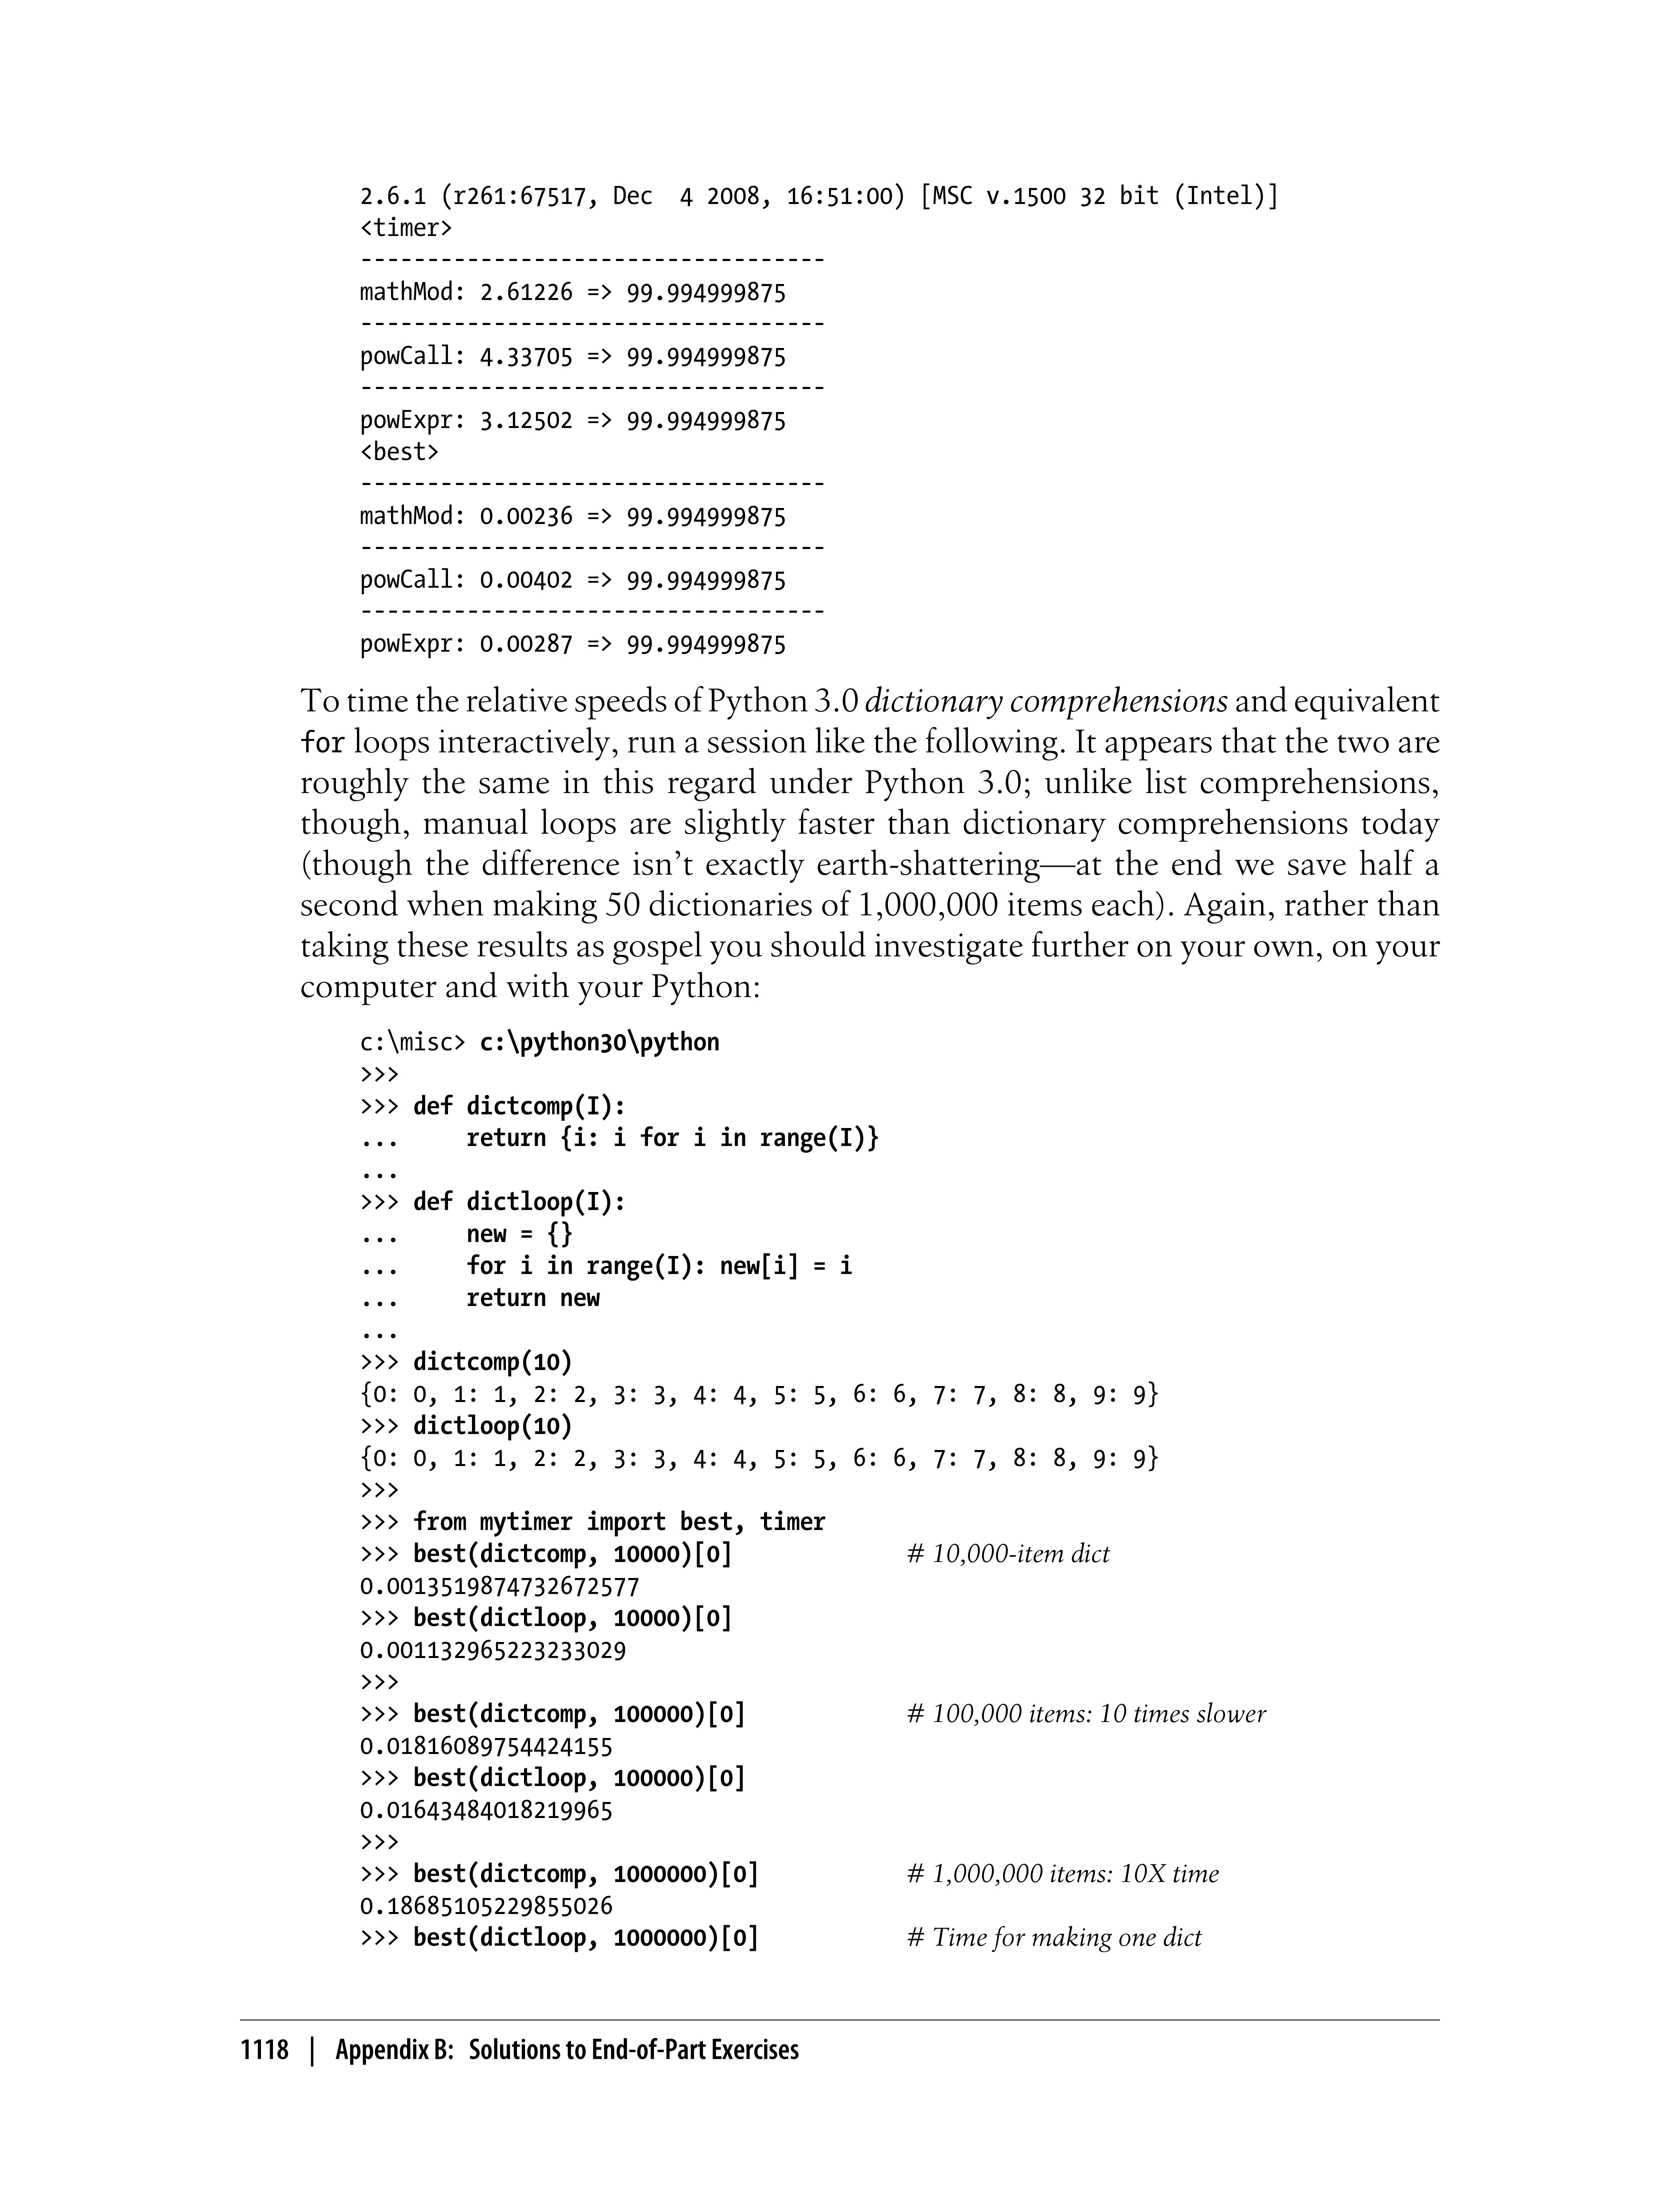 2.6.1 (r261:67517, Dec  4 2008, 16:51:00) [MSC v.1500 32 bit (Intel)]
<timer>
-----------------------------------
mathMod: 2.61226 => 99.994999875
-----------------------------------
powCall: 4.33705 => 99.994999875
-----------------------------------
powExpr: 3.12502 => 99.994999875
<best>
-----------------------------------
mathMod: 0.00236 => 99.994999875
-----------------------------------
powCall: 0.00402 => 99.994999875
-----------------------------------
powExpr: 0.00287 => 99.994999875
To time the relative speeds of Python 3.0 dictionary comprehensions and equivalent
for loops interactively, run a session like the following. It appears that the two are
roughly the same in this regard under Python 3.0; unlike list comprehensions,
though, manual loops are slightly faster than dictionary comprehensions today
(though the difference isn’t exactly earth-shattering—at the end we save half a
second when making 50 dictionaries of 1,000,000 items each). Again, rather than
taking these results as gospel you should investigate further on your own, on your
computer and with your Python:
c:\misc> c:\python30\python
>>>
>>> def dictcomp(I):
...     return {i: i for i in range(I)}
...
>>> def dictloop(I):
...     new = {}
...     for i in range(I): new[i] = i
...     return new
...
>>> dictcomp(10)
{0: 0, 1: 1, 2: 2, 3: 3, 4: 4, 5: 5, 6: 6, 7: 7, 8: 8, 9: 9}
>>> dictloop(10)
{0: 0, 1: 1, 2: 2, 3: 3, 4: 4, 5: 5, 6: 6, 7: 7, 8: 8, 9: 9}
>>>
>>> from mytimer import best, timer
>>> best(dictcomp, 10000)[0]             # 10,000-item dict
0.0013519874732672577
>>> best(dictloop, 10000)[0]
0.001132965223233029
>>>
>>> best(dictcomp, 100000)[0]            # 100,000 items: 10 times slower
0.01816089754424155
>>> best(dictloop, 100000)[0]
0.01643484018219965
>>>
>>> best(dictcomp, 1000000)[0]           # 1,000,000 items: 10X time
0.18685105229855026
>>> best(dictloop, 1000000)[0]           # Time for making one dict
1118 | Appendix B: Solutions to End-of-Part Exercises